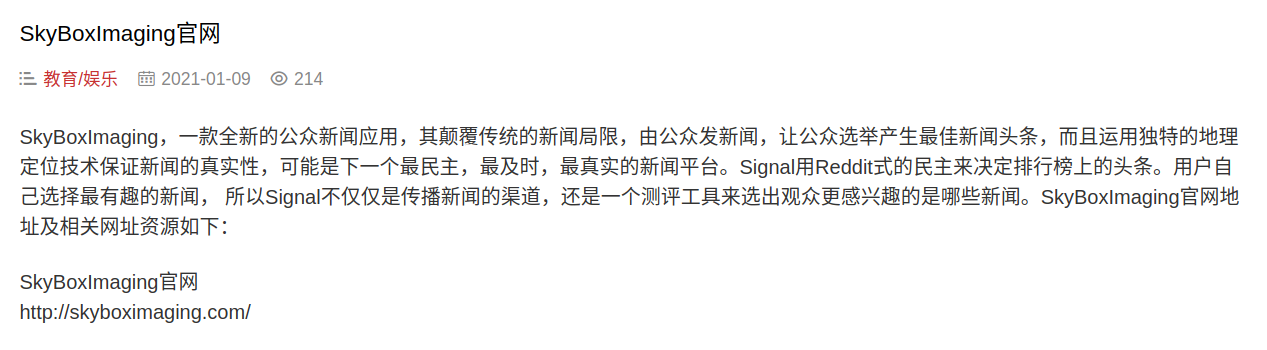 SkyBoxImaging官网
教育/娱乐 2021-01-09 214
SkyBoxImaging，一款全新的公众新闻应用，其颠覆传统的新闻局限，由公众发新闻，让公众选举产生最佳新闻头条，而且运用独特的地理
定位技术保证新闻的真实性，可能是下一个最民主，最及时，最真实的新闻平台。Signal用Reddit式的民主来决定排行榜上的头条。用户自
己选择最有趣的新闻， 所以Signal不仅仅是传播新闻的渠道，还是一个测评工具来选出观众更感兴趣的是哪些新闻。SkyBoxImaging官网地
址及相关网址资源如下：
SkyBoxImaging官网
http://skyboximaging.com/